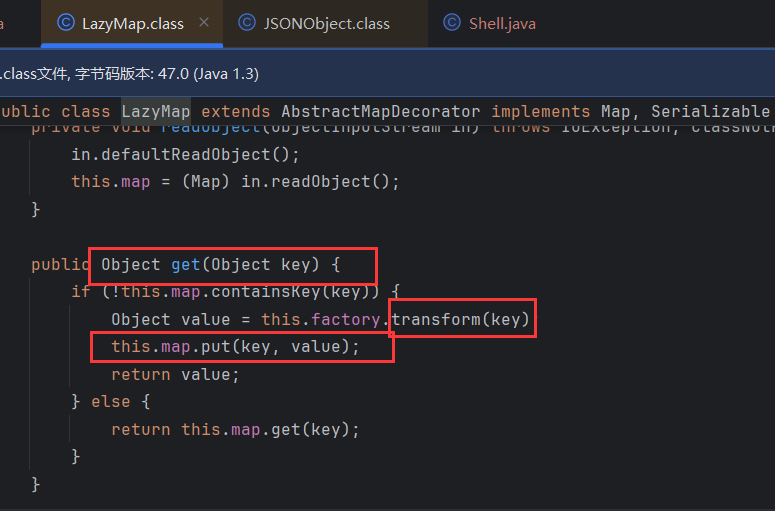 a LazyMap.class × JSONObject.class Shell.java
.class文件, 字节码版本: 47.0 (Java 1.3)
ublic class LazyMap extends AbstractMapDecorator implements Map, Serializable
private void readObject(ObjectInputStream in) throws IOException,
in.defaultReadObject();
this.map = (Map) in.readObject();
}
public Object get(Object key) {
if (!this.map.containsKey(key)) {
Object value = this.factory.transform(key)
this.map.put(key, value);
return value;
} else {
return this.map.get(key);
}
}